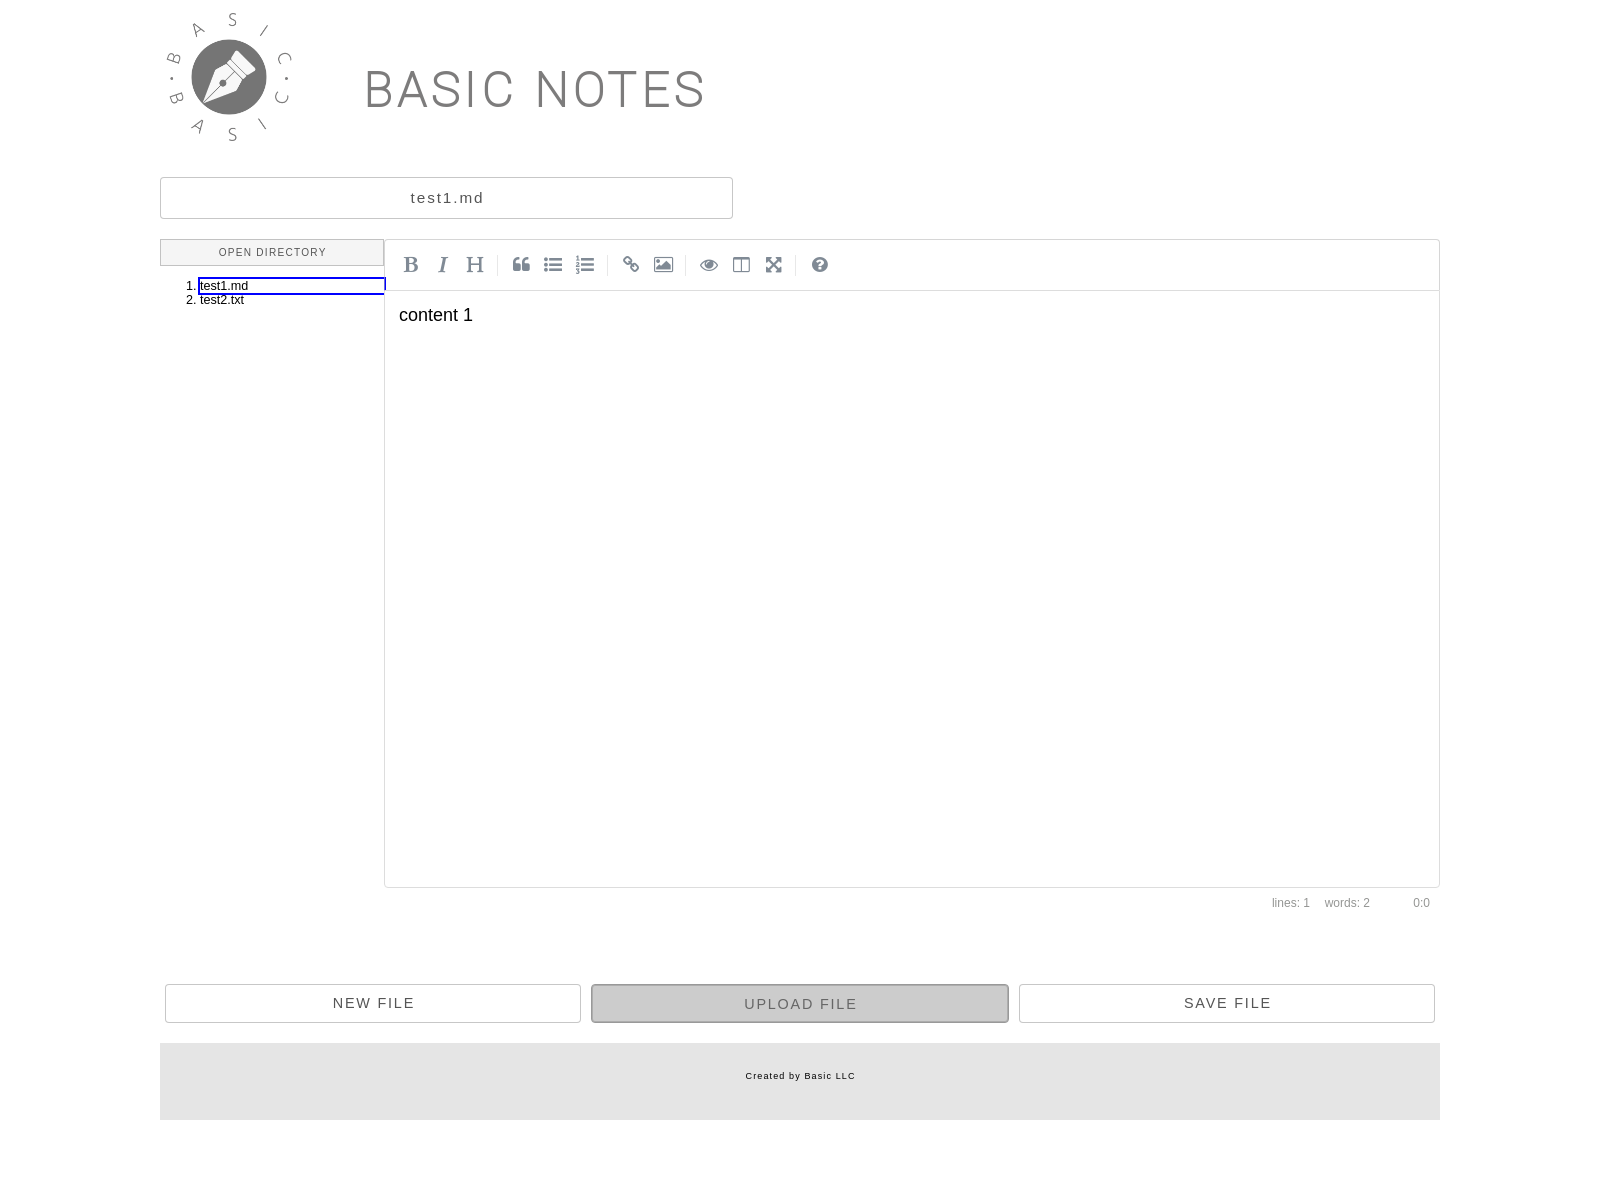 BASIC • BASIC •
BASIC NOTES
test1.md
OPEN DIRECTORY
B I H
1. test1.md
2. test2.txt
content 1
lines: 1 words: 2 0:0
NEW FILE UPLOAD FILE SAVE FILE
Created by Basic LLC